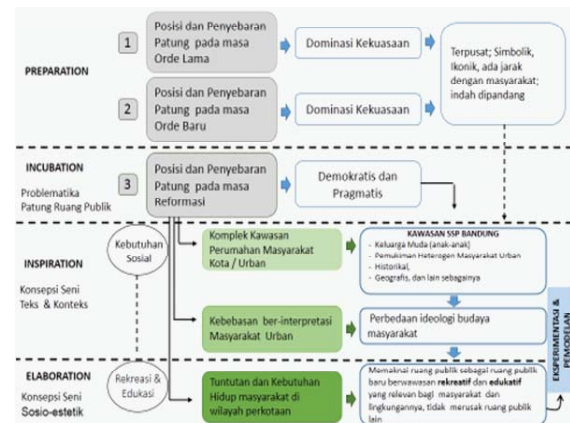 PREPARATION
1
Posisi dan Penyebaran
Patung pada masa
Orde Lama
Dominasi Kekuasaan
Terpusat; Simbolik,
Ikonik, ada jarak
dengan masyarakat;
indah dipandang
2
Posisi dan Penyebaran
Patung pada masa
Orde Baru
Dominasi Kekuasaan
INCUBATION
Problematika
Patung Ruang Publik
3
Posisi dan Penyebaran
Patung pada masa
Reformasi
Demokratis dan
Pragmatis
INSPIRATION
Konsepsi Seni
Teks & Konteks
Kebutuhan
Sosial
Komplek Kawasan
Perumahan Masyarakat
Kota / Urban
KAWASAN SSP BANDUNG
- Keluarga Muda (anak-anak)
- Pemukiman Heterogen Masyarakat Urban
- Historikal,
- Geografis, dan lain sebagainya
Kebebasan ber-interpretasi
Masyarakat Urban
Perbedaan ideologi budaya
masyarakat
EKSPERIMENTASI &
PEMODELAN
ELABORATION
Konsepsi Seni
Sosio-estetik
Rekreasi &
Edukasi
Tuntutan dan Kebutuhan
Hidup masyarakat di
wilayah perkotaan
Memaknai ruang publik sebagai ruang publik
baru berwawasan rekreatif dan edukatif
yang relevan bagi masyarakat dan
lingkungannya, tidak merusak ruang publik
lain